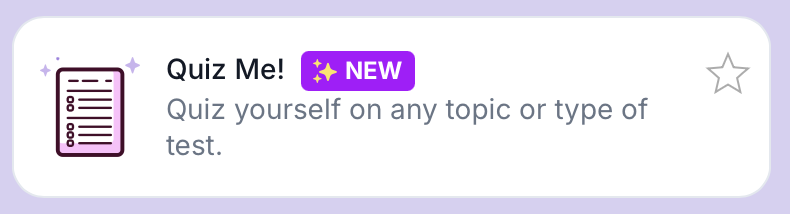 Quiz Me! ✨ NEW
Quiz yourself on any topic or type of
test.